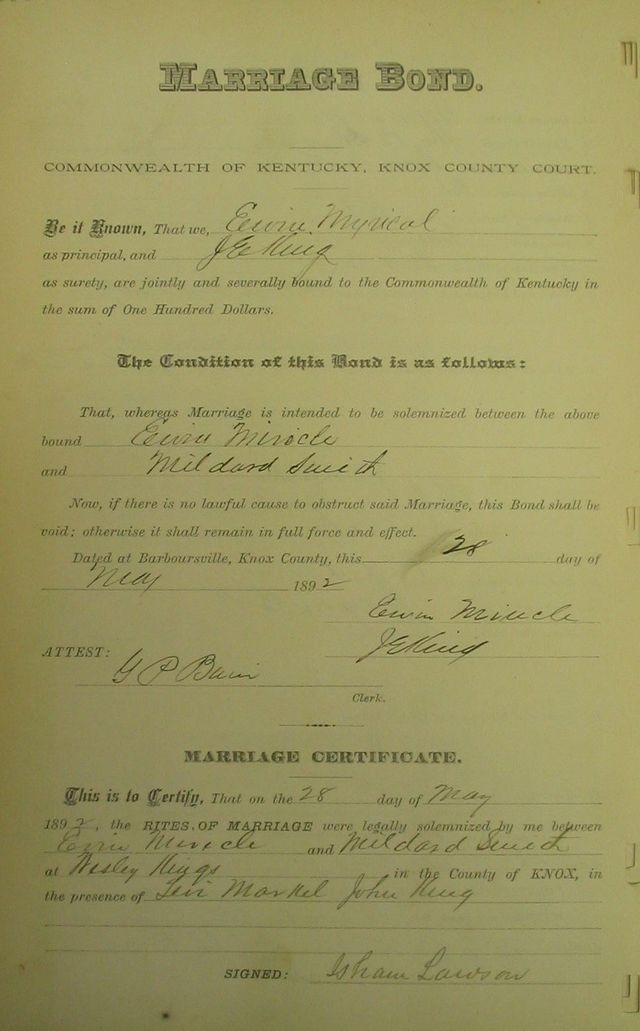 MARRIAGE BOND.
COMMONWEALTH OF KENTUCKY, KNOX COUNTY COURT.
Be it Known, That we, Ewin Myricol
as principal, and J E King
as surety, are jointly and severally bound to the Commonwealth of Kentucky in
the sum of One Hundred Dollars.
The Condition of this Bond is as follows:
That, whereas Marriage is intended to be solemnized between the above
bound Ewin Miracle
and Mildard Smith
Now, if there is no lawful cause to obstruct said Marriage, this Bond shall be
void; otherwise it shall remain in full force and effect.
Dated at Barboursville, Knox County, this 28 day of
May 1892
Ewin Miracle
J E King
ATTEST:
G P Bain
Clerk.
MARRIAGE CERTIFICATE.
This is to Certify, That on the 28 day of May
1892, the RITES OF MARRIAGE were legally solemnized by me between
Ewin Miracle and Mildard Smith
at Wesley Kings in the County of KNOX, in
the presence of Levi Markel John King
SIGNED: Isham Lawson